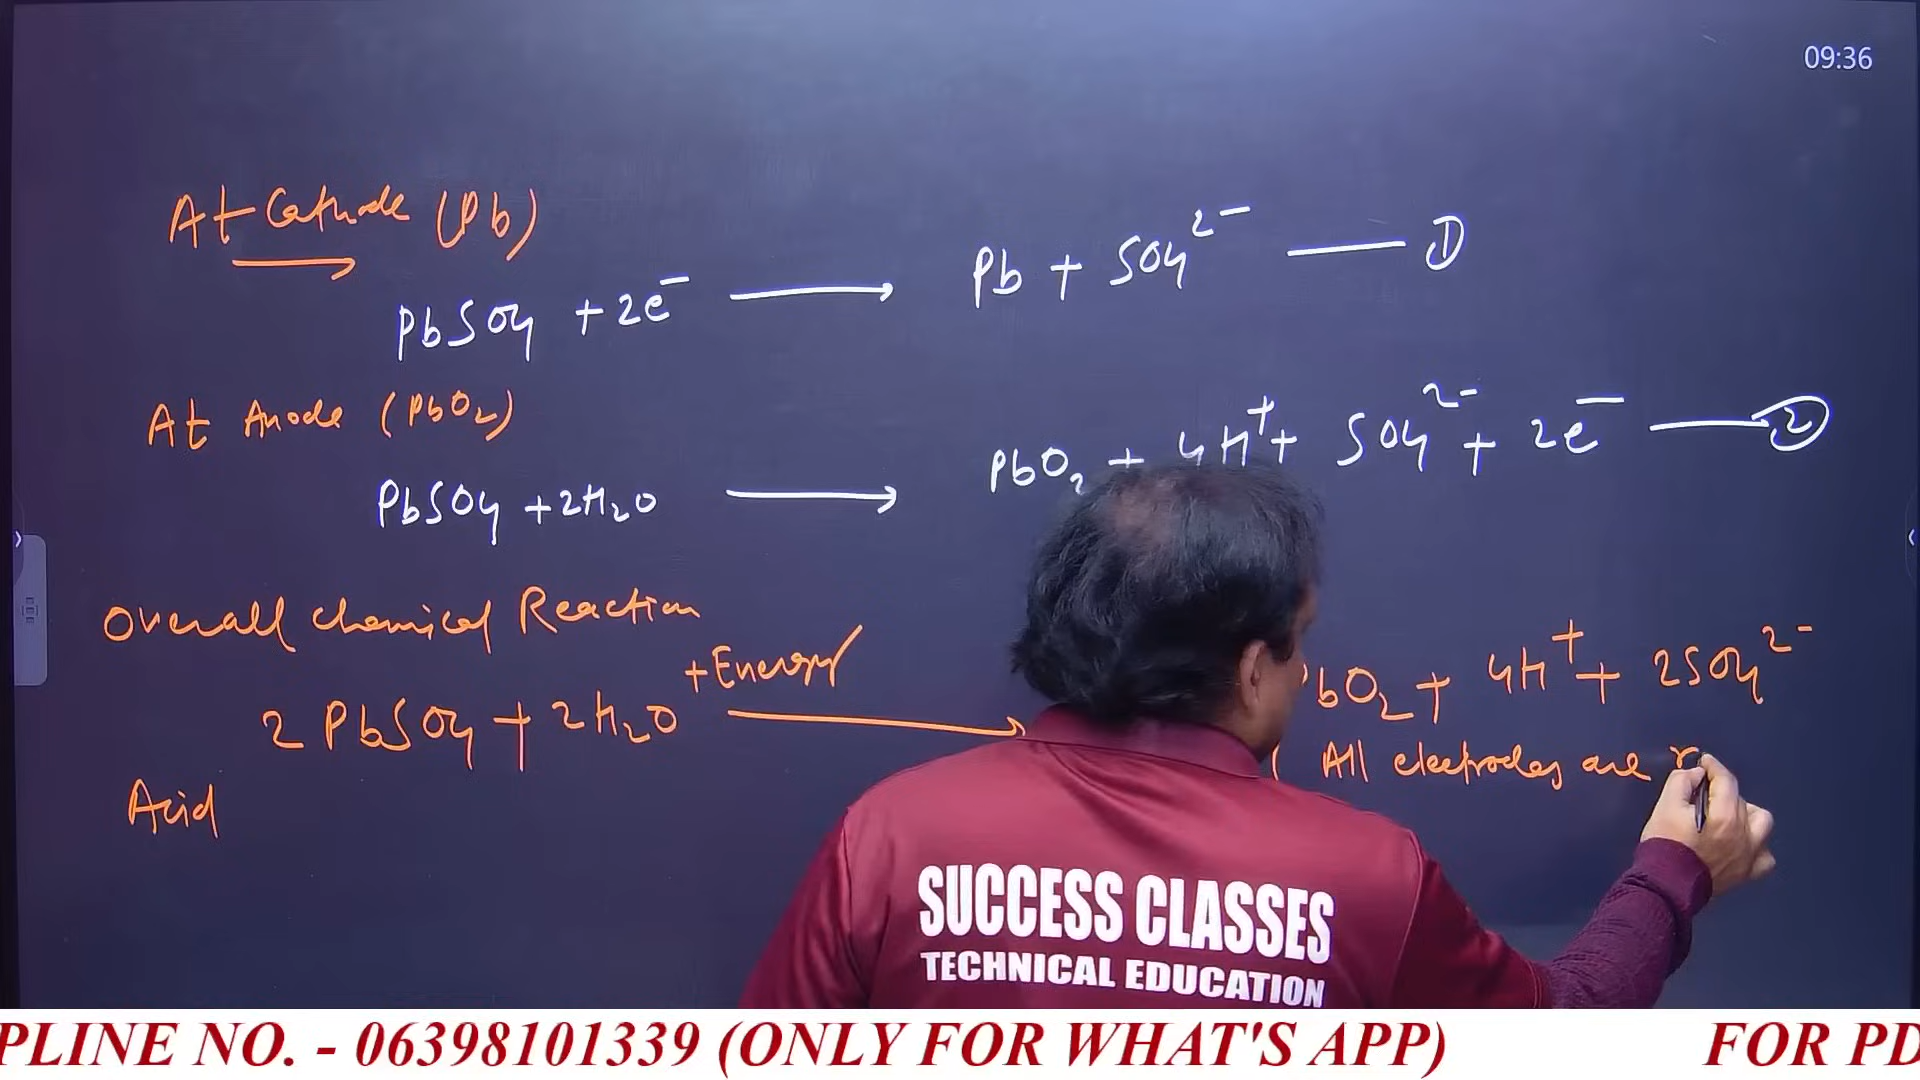 09:36
At Cathode (Pb)
PbSO₄ + 2e⁻ ⟶ Pb + SO₄²⁻ — ①
At Anode (PbO₂)
PbSO₄ + 2H₂O ⟶ PbO₂ + 4H⁺ + SO₄²⁻ + 2e⁻ — ②
Overall chemical Reaction
2 PbSO₄ + 2H₂O + Energy ⟶ bO₂ + 4H⁺ + 2SO₄²⁻
( All electrodes are r
Acid
SUCCESS CLASSES
TECHNICAL EDUCATION
PLINE NO. - 06398101339 (ONLY FOR WHAT'S APP) FOR PD